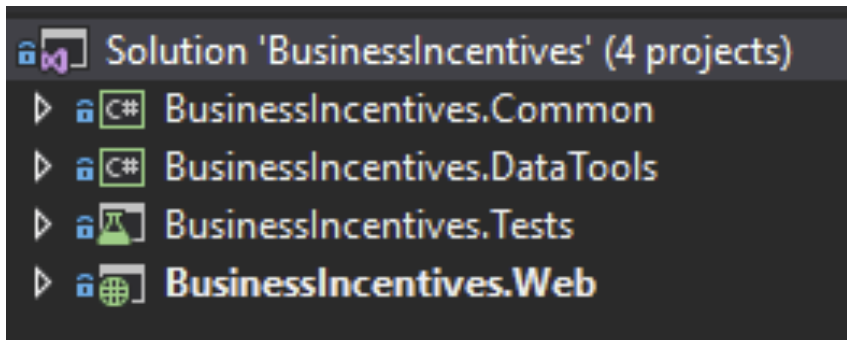 Solution 'BusinessIncentives' (4 projects)
C# BusinessIncentives.Common
C# BusinessIncentives.DataTools
BusinessIncentives.Tests
BusinessIncentives.Web